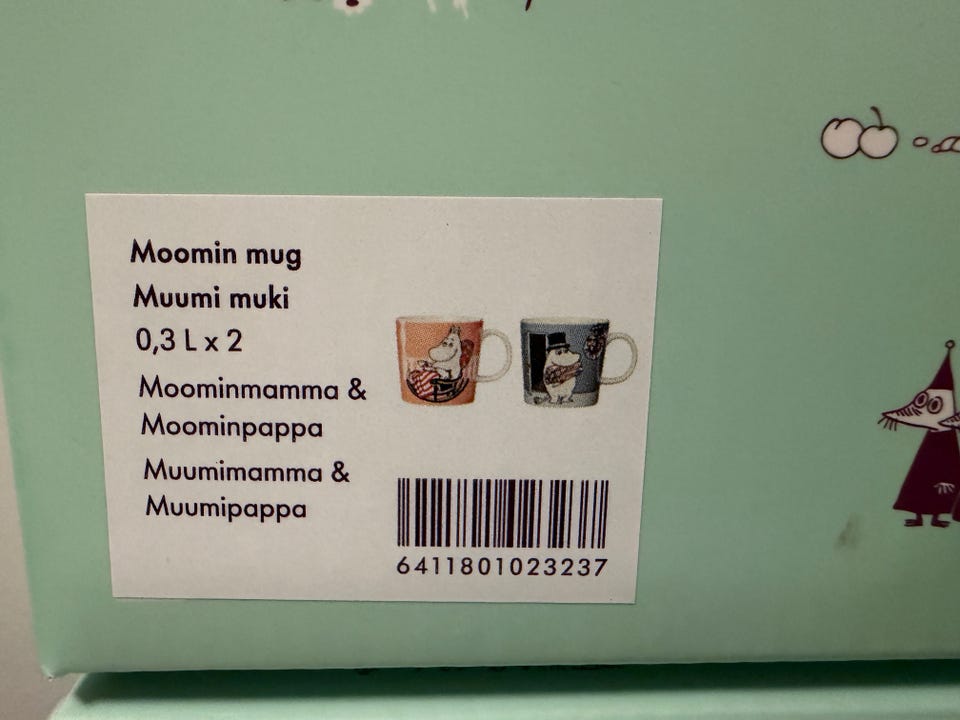 Moomin mug
Muumi muki
0,3 L x 2
Moominmamma &
Moominpappa
Muumimamma &
Muumipappa
6411801023237